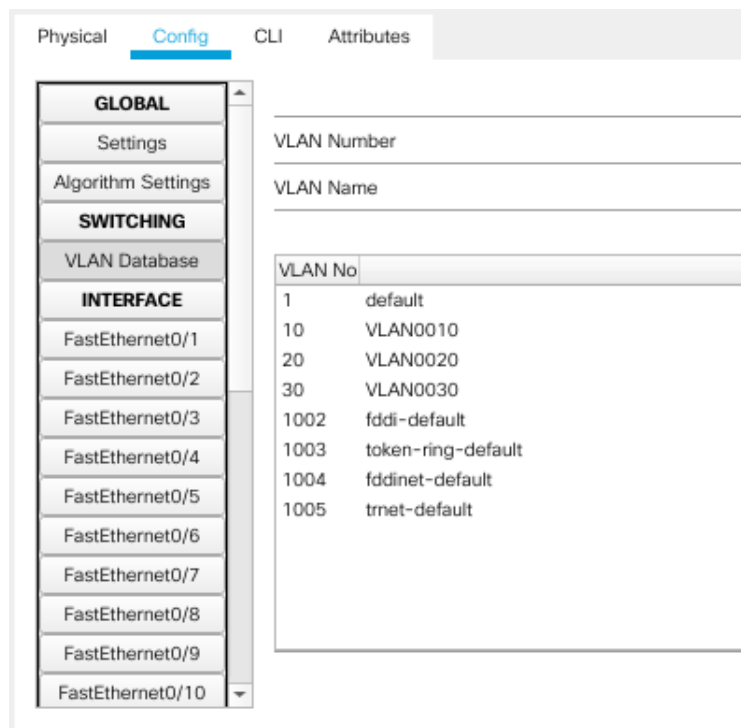 Physical Config CLI Attributes
GLOBAL
Settings
Algorithm Settings
SWITCHING
VLAN Database
INTERFACE
FastEthernet0/1
FastEthernet0/2
FastEthernet0/3
FastEthernet0/4
FastEthernet0/5
FastEthernet0/6
FastEthernet0/7
FastEthernet0/8
FastEthernet0/9
FastEthernet0/10
VLAN Number
VLAN Name
VLAN No
1 default
10 VLAN0010
20 VLAN0020
30 VLAN0030
1002 fddi-default
1003 token-ring-default
1004 fddinet-default
1005 trnet-default